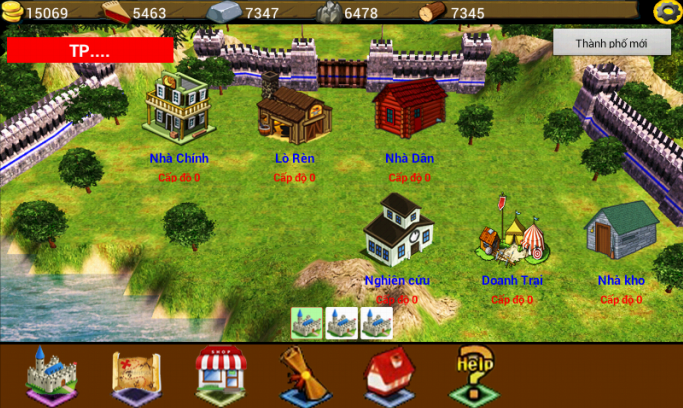 15069 5463 7347 6478 7345
TP....
Thành phố mới
Nhà Chính Lò Rèn Nhà Dân
Cấp độ 0 Cấp độ 0 Cấp độ 0
Nghiên cứu Doanh Trại Nhà kho
Cấp độ 0 Cấp độ 0 Cấp độ 0
SHOP
Help